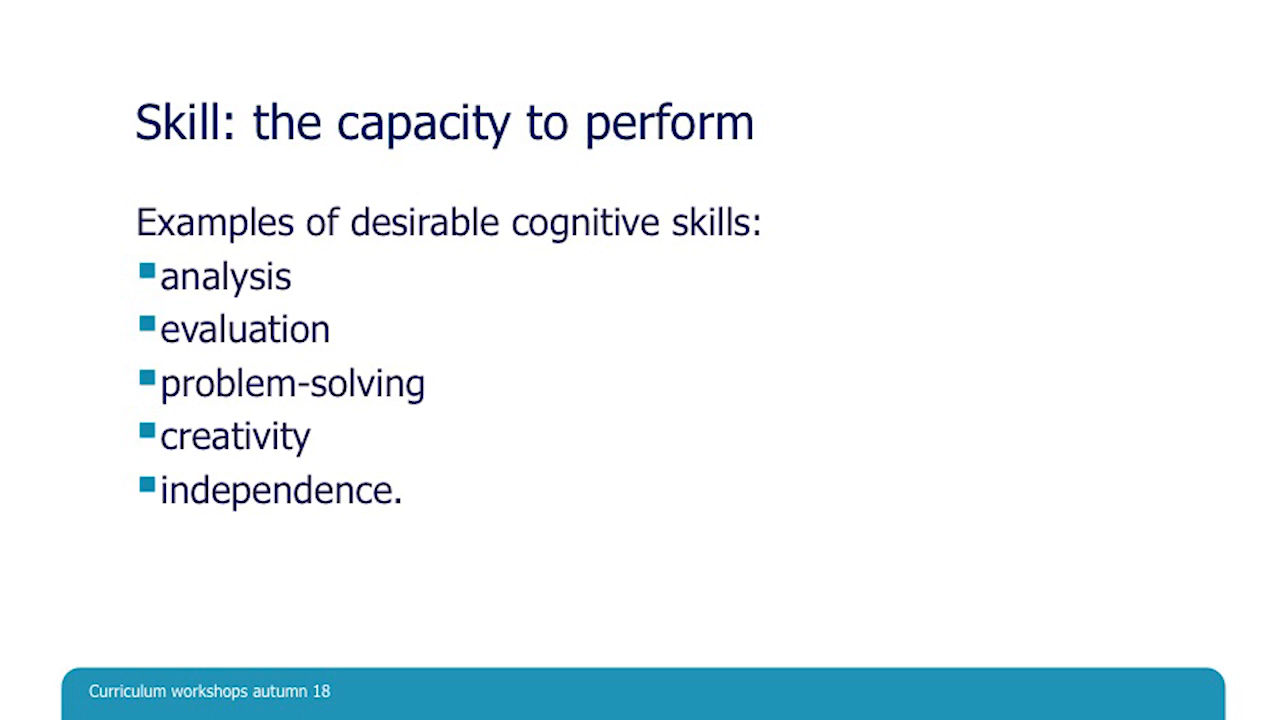 Skill: the capacity to perform
Examples of desirable cognitive skills:
▪analysis
▪evaluation
▪problem-solving
▪creativity
▪independence.
Curriculum workshops autumn 18